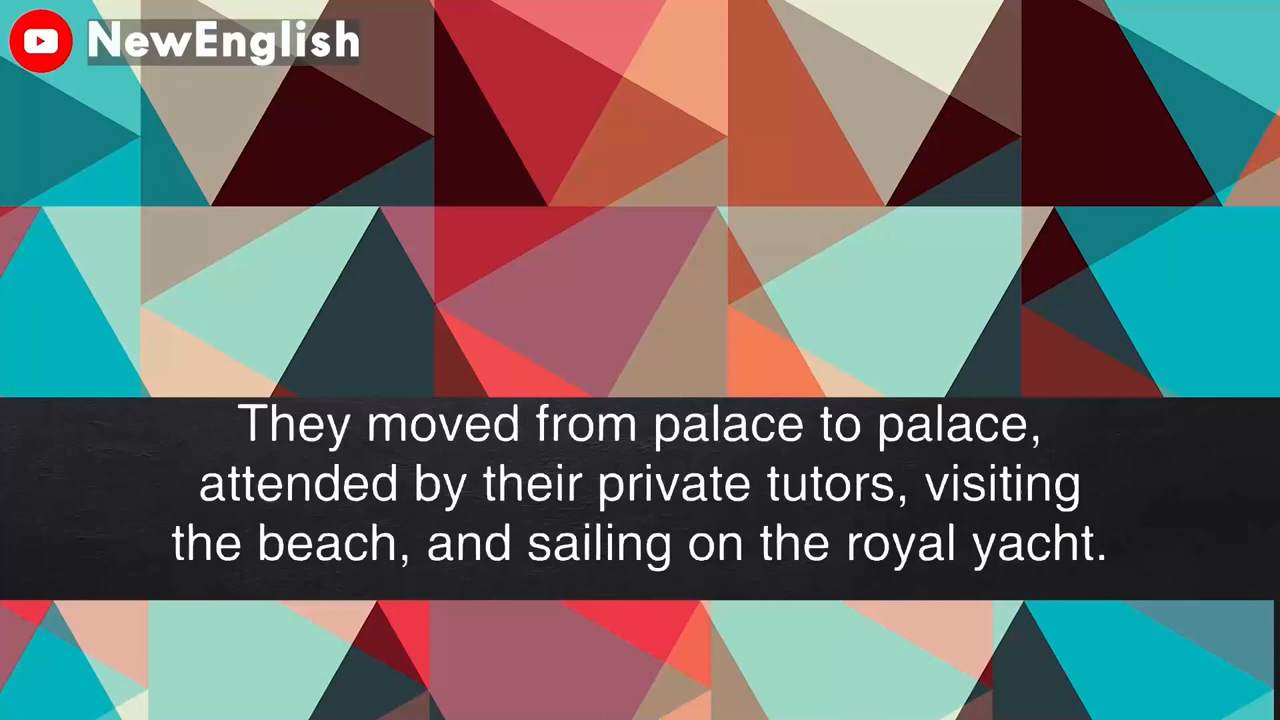 NewEnglish
They moved from palace to palace,
attended by their private tutors, visiting
the beach, and sailing on the royal yacht.